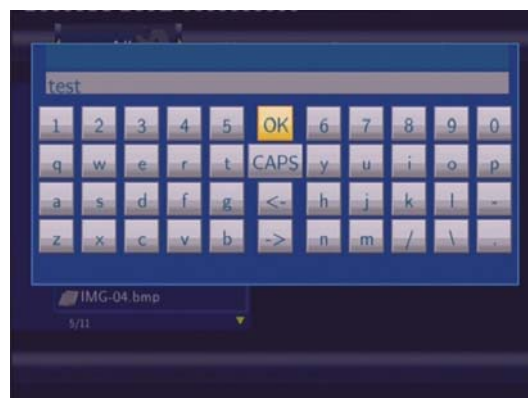 test
1 2 3 4 5 OK 6 7 8 9 0
q w e r t CAPS y u i o p
a s d f g <- h j k l -
z x c v b -> n m / \ .
IMG-04.bmp
5/11